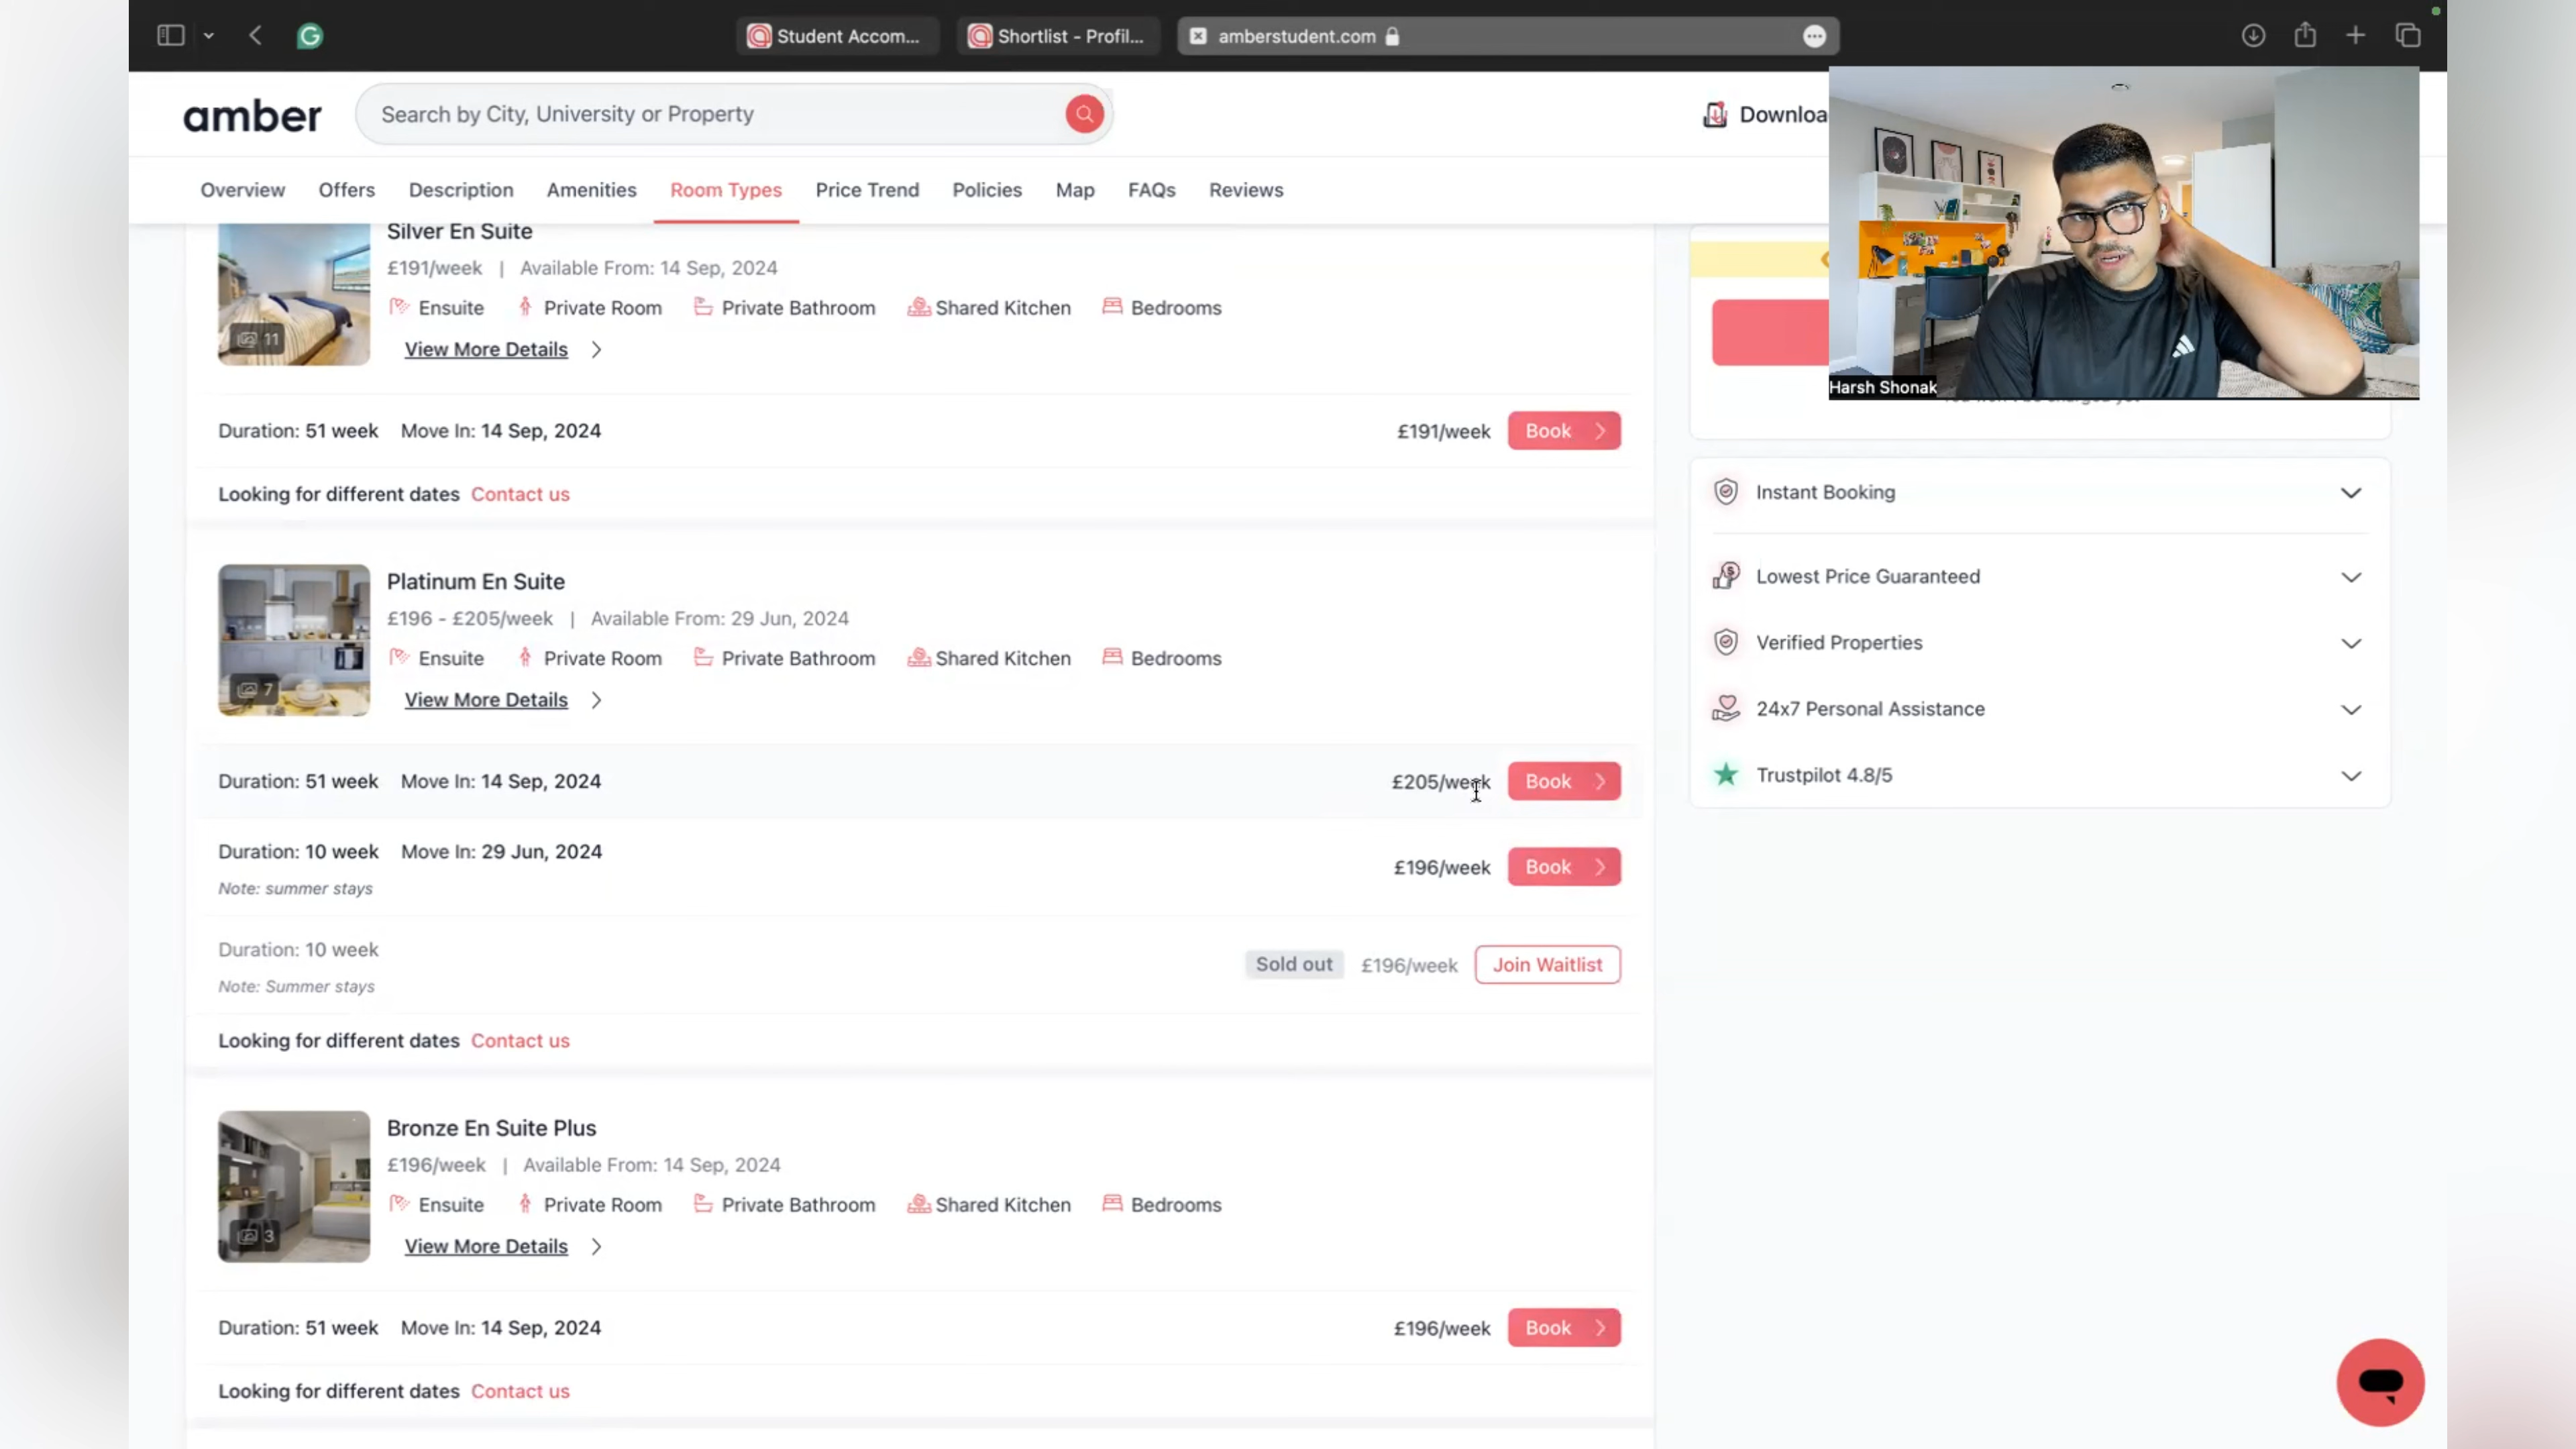 Student Accom...
Shortlist - Profil...
amberstudent.com
amber
Search by City, University or Property
Downloa
Overview
Offers
Description
Amenities
Room Types
Price Trend
Policies
Map
FAQs
Reviews
Harsh Shonak
Silver En Suite
£191/week | Available From: 14 Sep, 2024
Ensuite Private Room Private Bathroom Shared Kitchen Bedrooms
11
View More Details
Duration: 51 week Move In: 14 Sep, 2024 £191/week Book
Looking for different dates Contact us
Platinum En Suite
£196 - £205/week | Available From: 29 Jun, 2024
Ensuite Private Room Private Bathroom Shared Kitchen Bedrooms
7
View More Details
Duration: 51 week Move In: 14 Sep, 2024 £205/week Book
Duration: 10 week Move In: 29 Jun, 2024 £196/week Book
Note: summer stays
Duration: 10 week Sold out £196/week Join Waitlist
Note: Summer stays
Looking for different dates Contact us
Bronze En Suite Plus
£196/week | Available From: 14 Sep, 2024
Ensuite Private Room Private Bathroom Shared Kitchen Bedrooms
3
View More Details
Duration: 51 week Move In: 14 Sep, 2024 £196/week Book
Looking for different dates Contact us
Instant Booking
Lowest Price Guaranteed
Verified Properties
24x7 Personal Assistance
Trustpilot 4.8/5